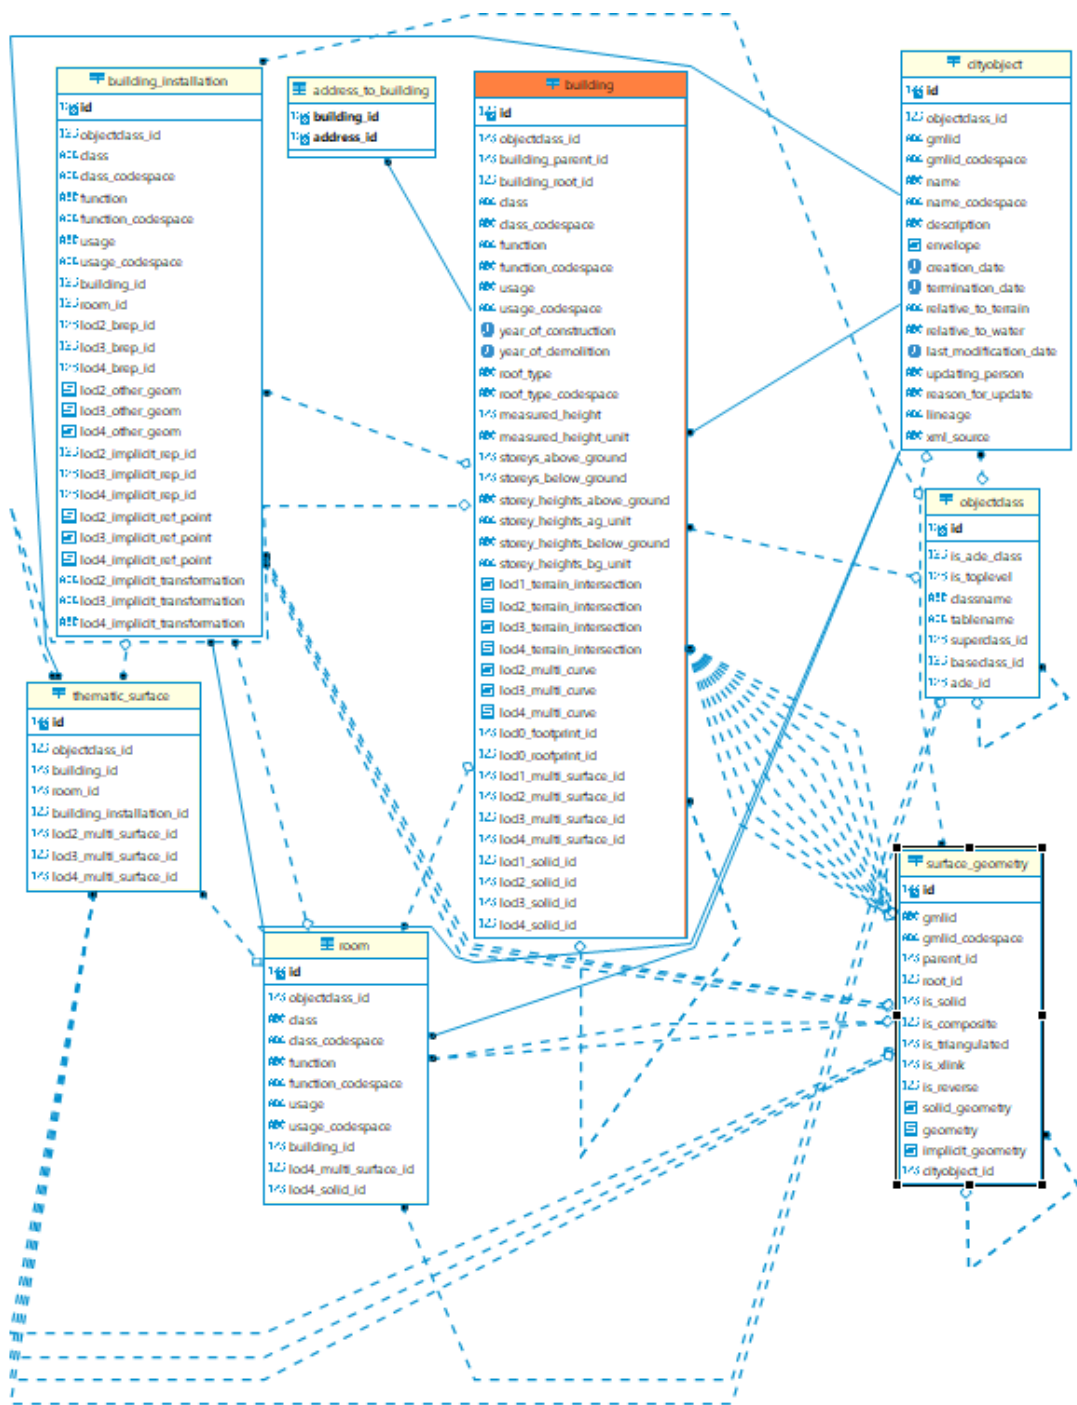 building_installation
id
objectclass_id
class
class_codespace
function
function_codespace
usage
usage_codespace
building_id
room_id
lod2_brep_id
lod3_brep_id
lod4_brep_id
lod2_other_geom
lod3_other_geom
lod4_other_geom
lod2_implicit_rep_id
lod3_implicit_rep_id
lod4_implicit_rep_id
lod2_implicit_ref_point
lod3_implicit_ref_point
lod4_implicit_ref_point
lod2_implicit_transformation
lod3_implicit_transformation
lod4_implicit_transformation
address_to_building
building_id
address_id
building
id
objectclass_id
building_parent_id
building_root_id
class
class_codespace
function
function_codespace
usage
usage_codespace
year_of_construction
year_of_demolition
roof_type
roof_type_codespace
measured_height
measured_height_unit
storeys_above_ground
storeys_below_ground
storey_heights_above_ground
storey_heights_ag_unit
storey_heights_below_ground
storey_heights_bg_unit
lod1_terrain_intersection
lod2_terrain_intersection
lod3_terrain_intersection
lod4_terrain_intersection
lod2_multi_curve
lod3_multi_curve
lod4_multi_curve
lod0_footprint_id
lod0_roofprint_id
lod1_multi_surface_id
lod2_multi_surface_id
lod3_multi_surface_id
lod4_multi_surface_id
lod1_solid_id
lod2_solid_id
lod3_solid_id
lod4_solid_id
cityobject
id
objectclass_id
gmlid
gmlid_codespace
name
name_codespace
description
envelope
creation_date
termination_date
relative_to_terrain
relative_to_water
last_modification_date
updating_person
reason_for_update
lineage
xml_source
objectclass
id
is_ade_class
is_toplevel
classname
tablename
superclass_id
baseclass_id
ade_id
thematic_surface
id
objectclass_id
building_id
room_id
building_installation_id
lod2_multi_surface_id
lod3_multi_surface_id
lod4_multi_surface_id
room
id
objectclass_id
class
class_codespace
function
function_codespace
usage
usage_codespace
building_id
lod4_multi_surface_id
lod4_solid_id
surface_geometry
id
gmlid
gmlid_codespace
parent_id
root_id
is_solid
is_composite
is_triangulated
is_xlink
is_reverse
solid_geometry
geometry
implicit_geometry
cityobject_id